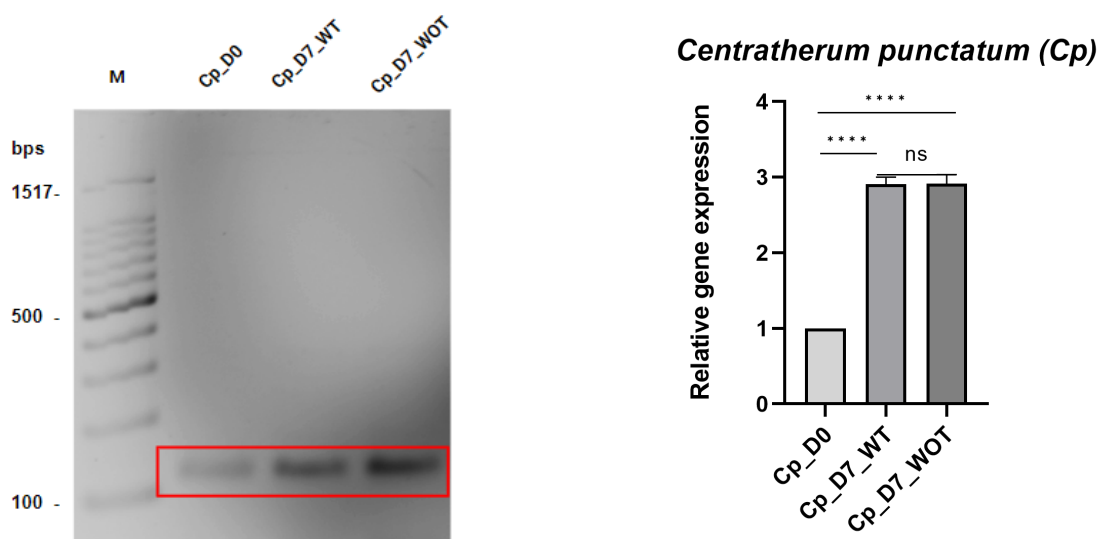 M
Cp_D0
Cp_D7_WT
Cp_D7_WOT
bps
1517-
500 -
100 -
Centratherum punctatum (Cp)
Relative gene expression
4
3
2
1
0
****
****
ns
Cp_D0
Cp_D7_WT
Cp_D7_WOT